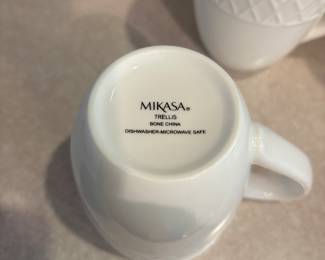 MIKASA®
TRELLIS
BONE CHINA
DISHWASHER-MICROWAVE SAFE